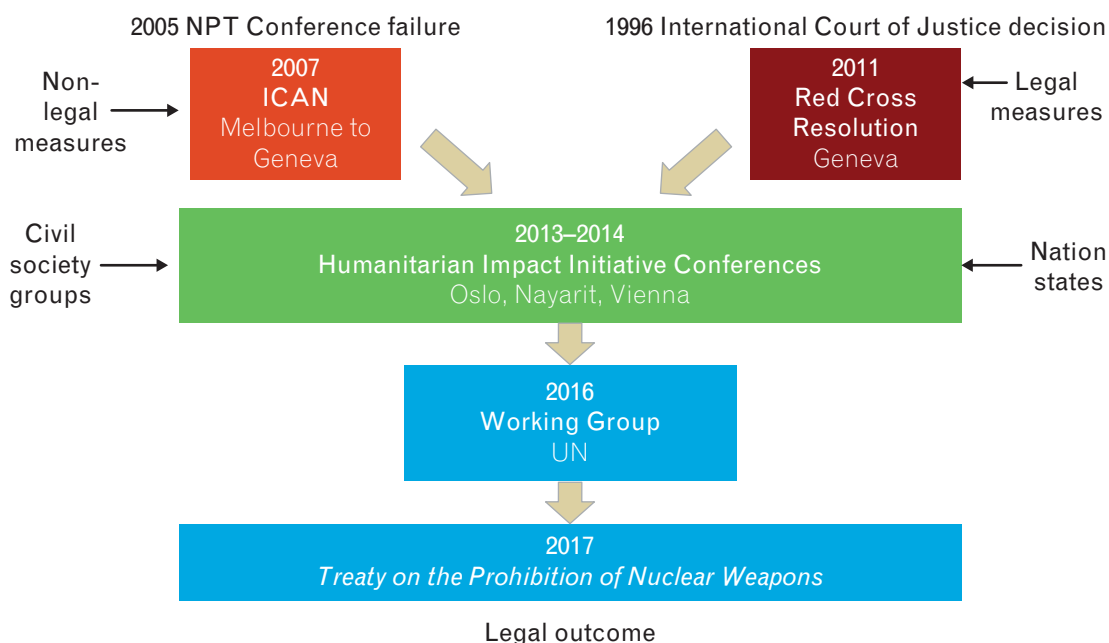 2005 NPT Conference failure
1996 International Court of Justice decision
Non-
legal
measures
2007
ICAN
Melbourne to
Geneva
2011
Red Cross
Resolution
Geneva
Legal
measures
Civil
society
groups
2013–2014
Humanitarian Impact Initiative Conferences
Oslo, Nayarit, Vienna
Nation
states
2016
Working Group
UN
2017
Treaty on the Prohibition of Nuclear Weapons
Legal outcome